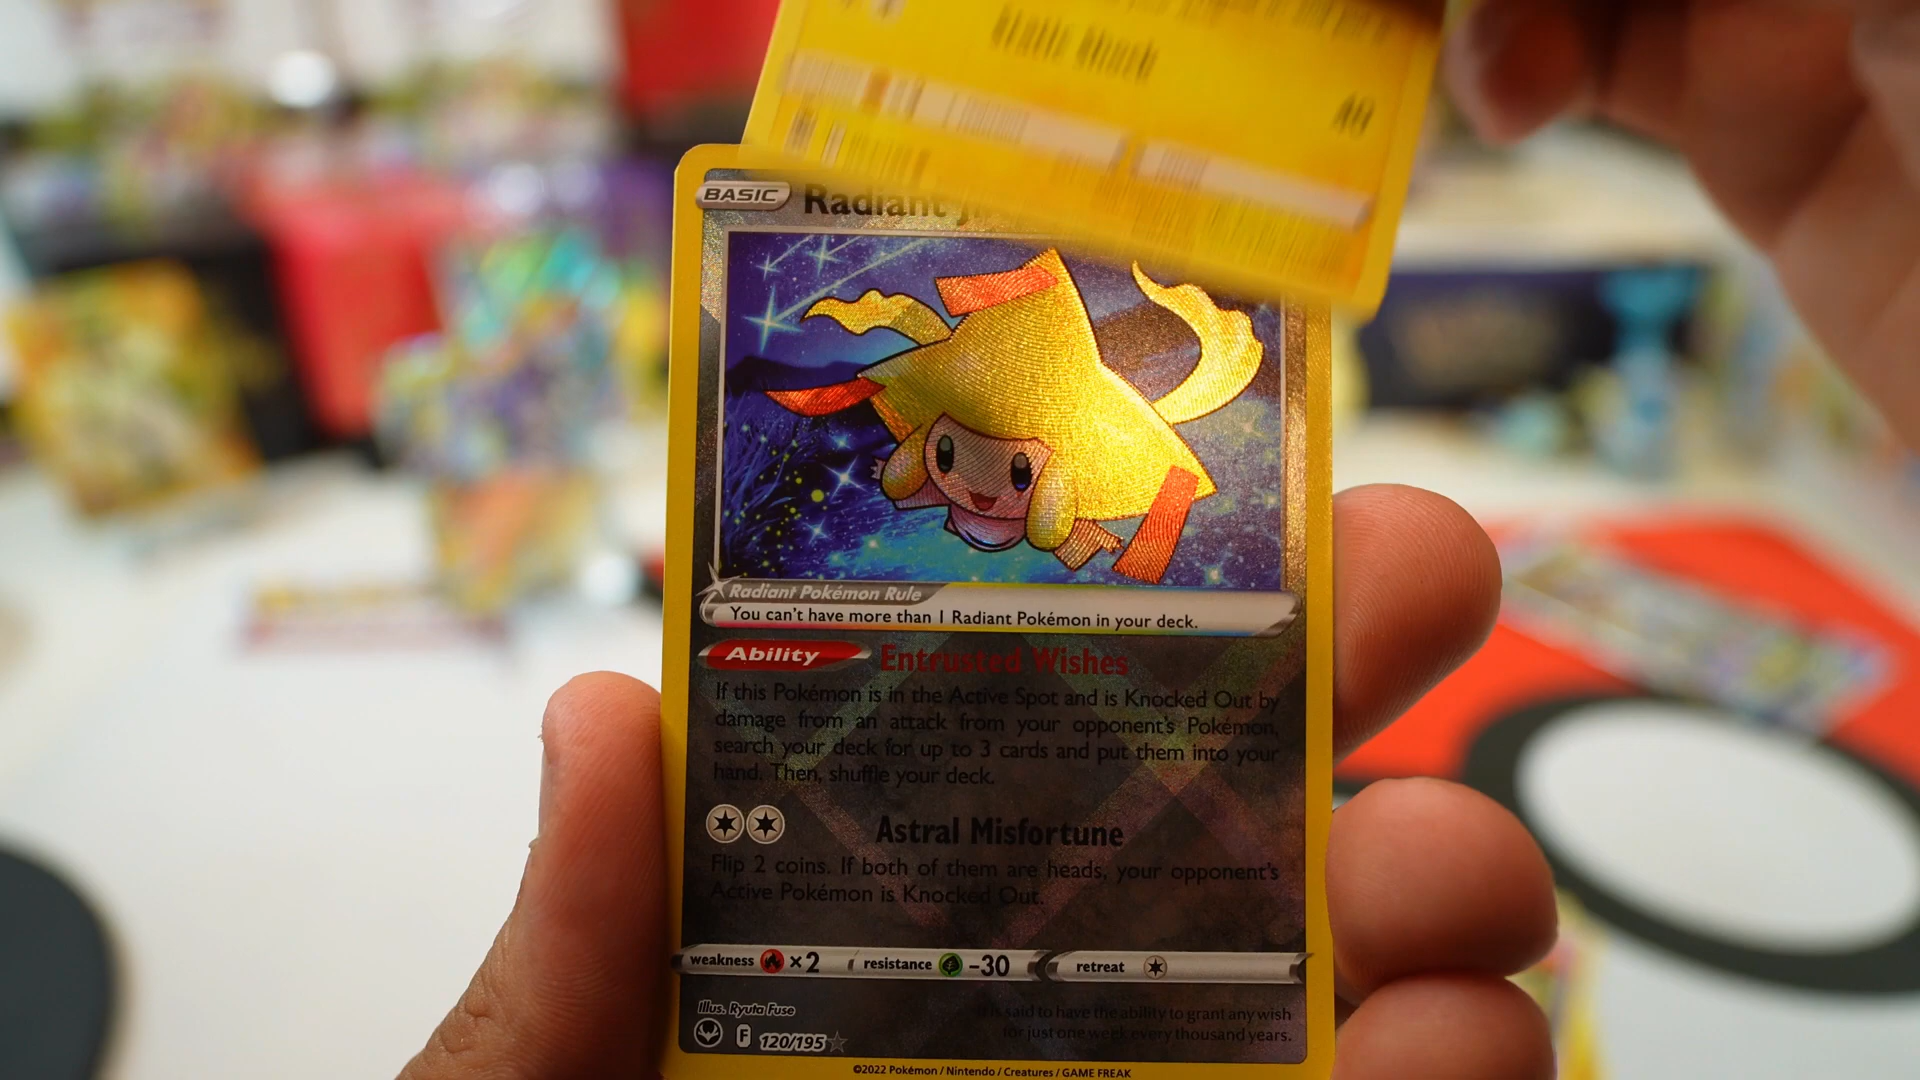 40
BASIC Radiant
Radiant Pokémon Rule
You can't have more than 1 Radiant Pokémon in your deck.
Ability Entrusted Wishes
If this Pokémon is in the Active Spot and is Knocked Out by
damage from an attack from your opponent's Pokémon,
search your deck for up to 3 cards and put them into your
hand. Then, shuffle your deck.
Astral Misfortune
Flip 2 coins. If both of them are heads, your opponent's
Active Pokémon is Knocked Out.
weakness ×2 resistance -30 retreat
Illus. Ryuta Fuse
F 120/195
is said to have the ability to grant any wish
for just one week every thousand years.
©2022 Pokémon / Nintendo / Creatures / GAME FREAK